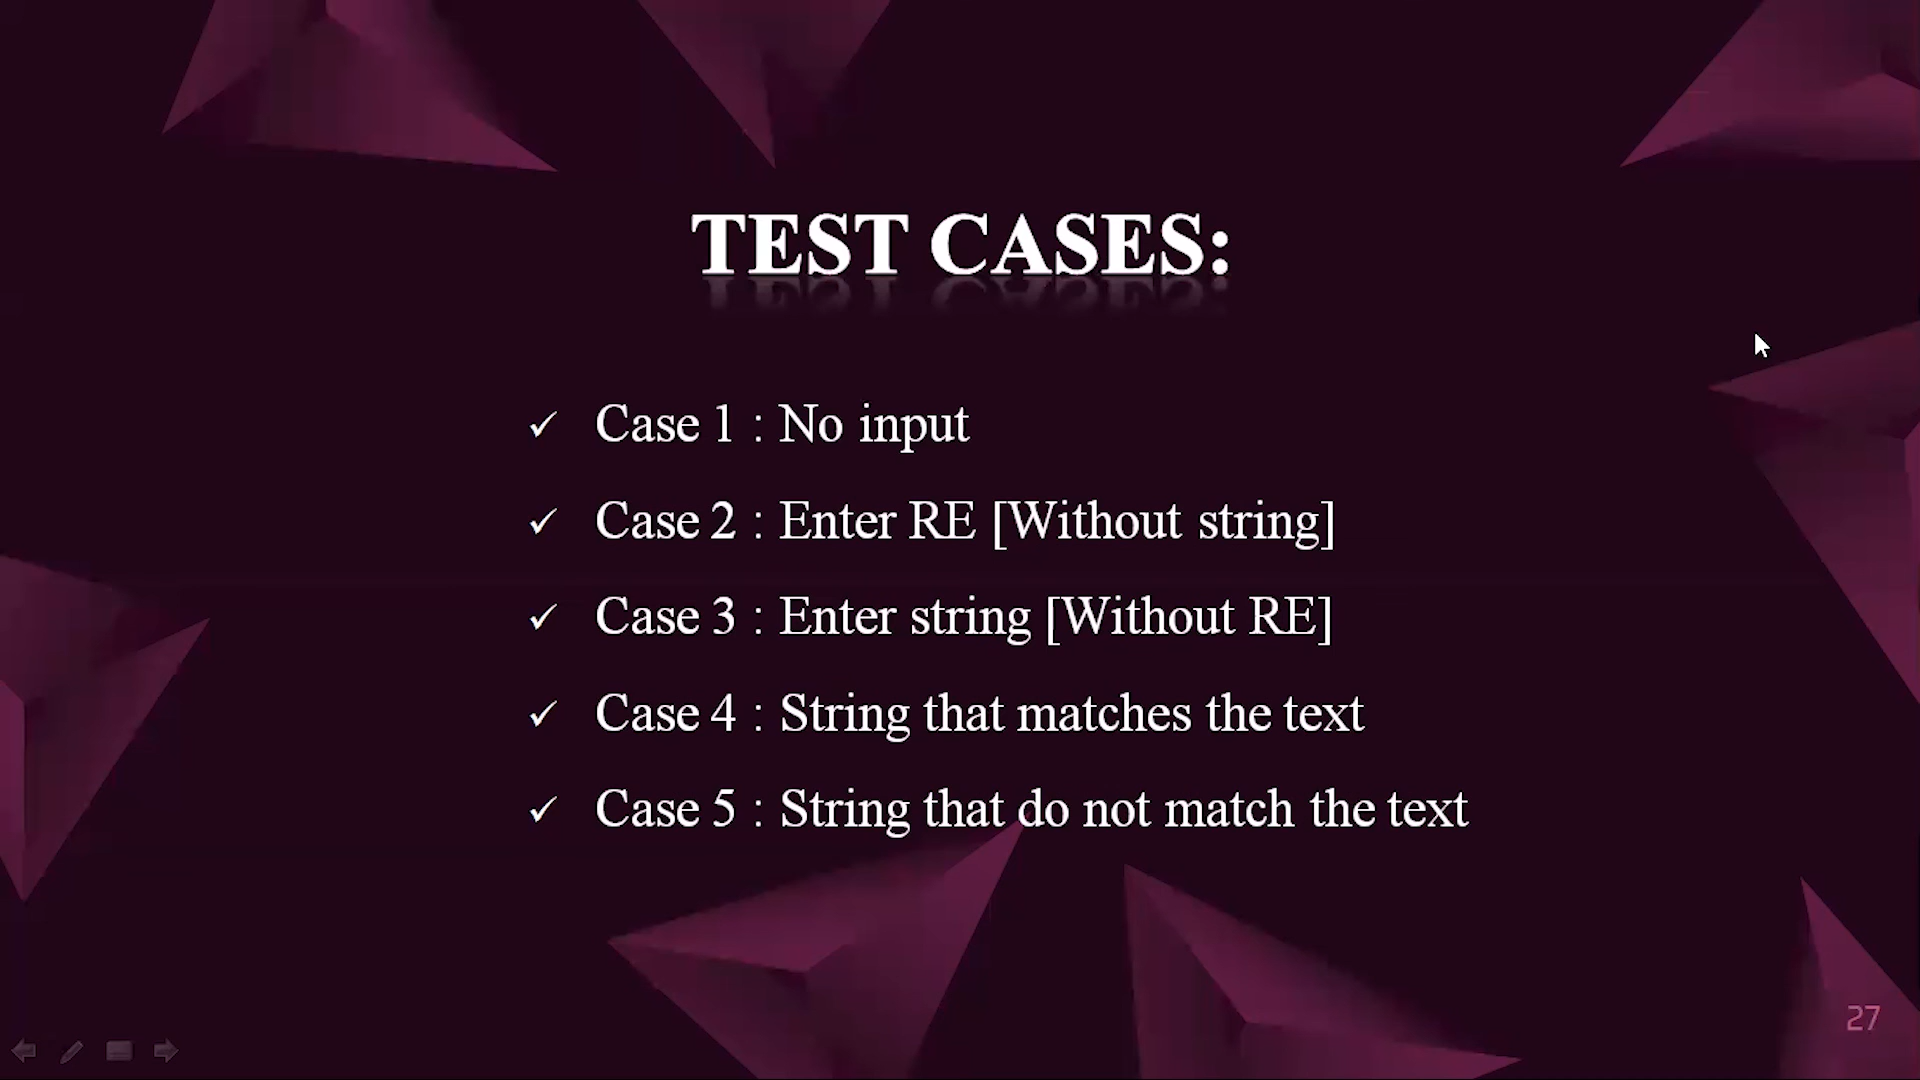 TEST CASES:
✓ Case 1 : No input
✓ Case 2 : Enter RE [Without string]
✓ Case 3 : Enter string [Without RE]
✓ Case 4 : String that matches the text
✓ Case 5 : String that do not match the text
27